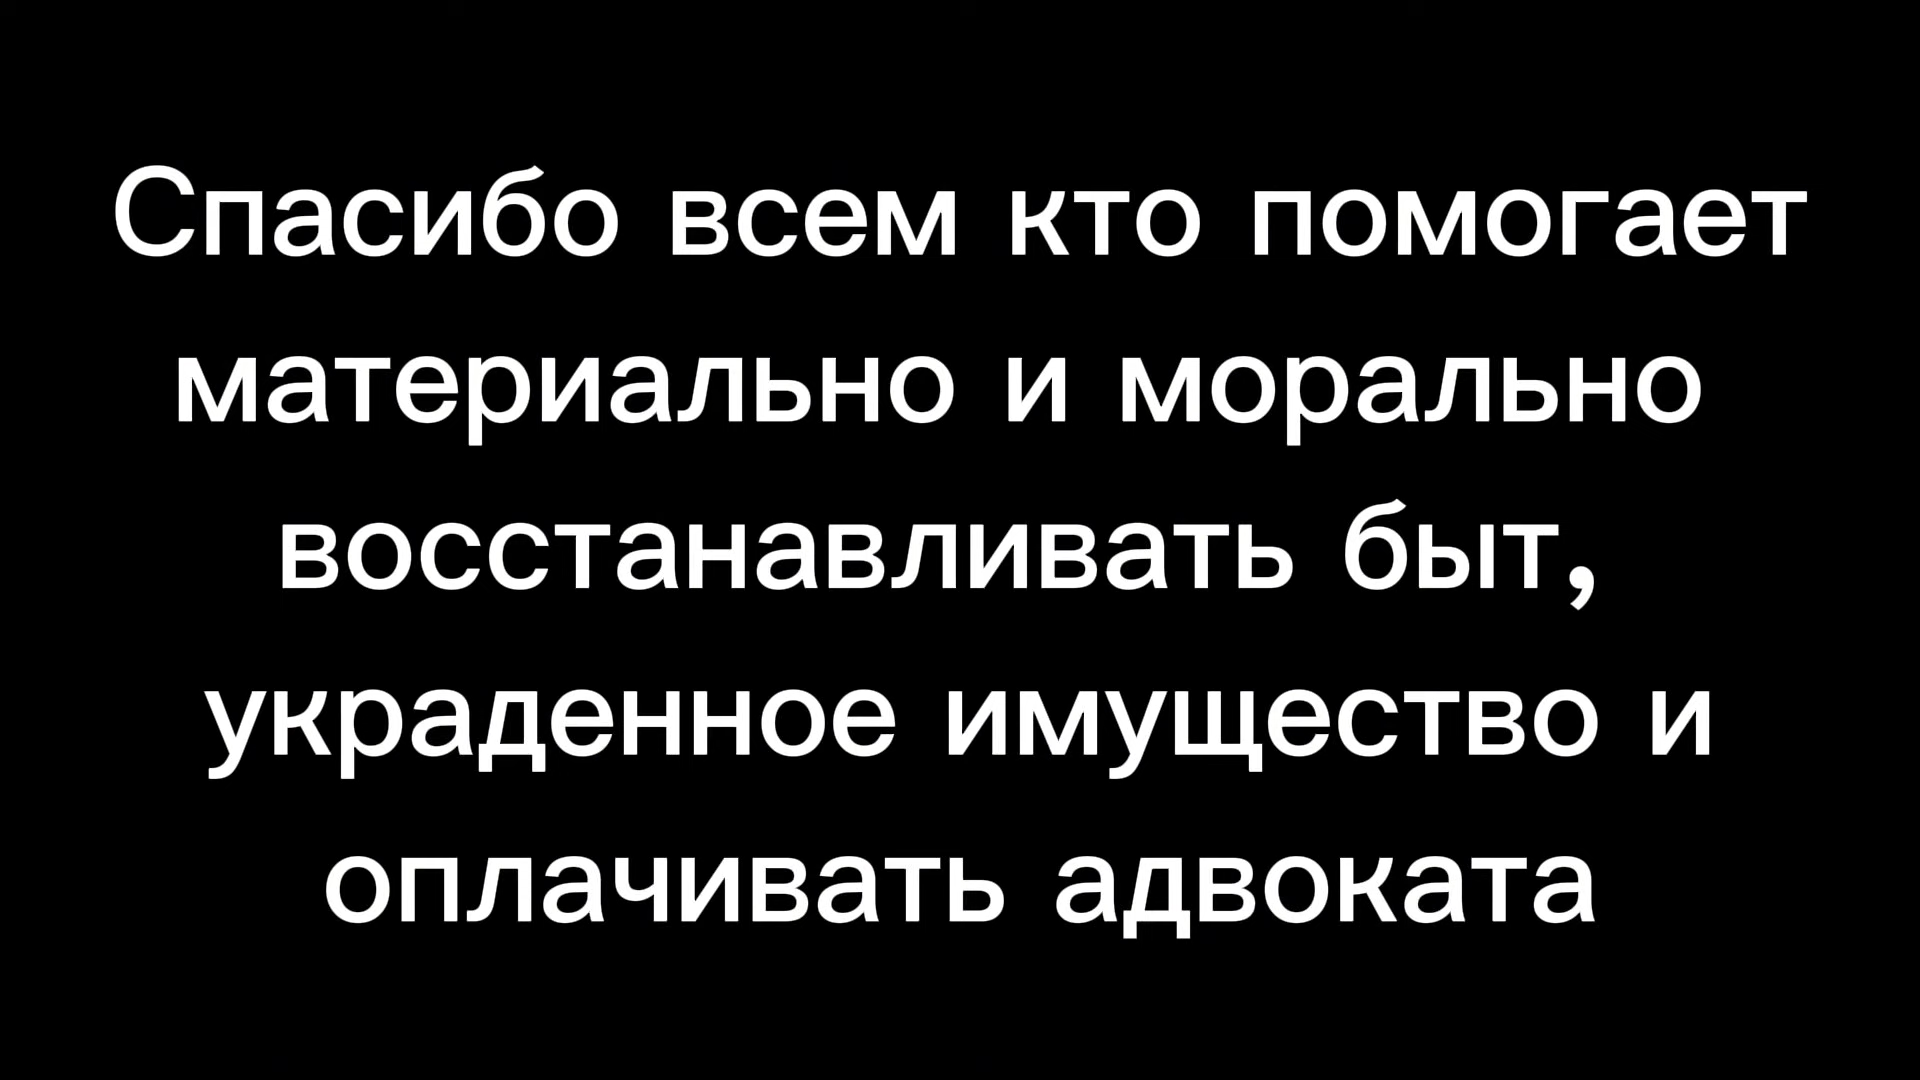 Спасибо всем кто помогает
материально и морально
восстанавливать быт,
украденное имущество и
оплачивать адвоката